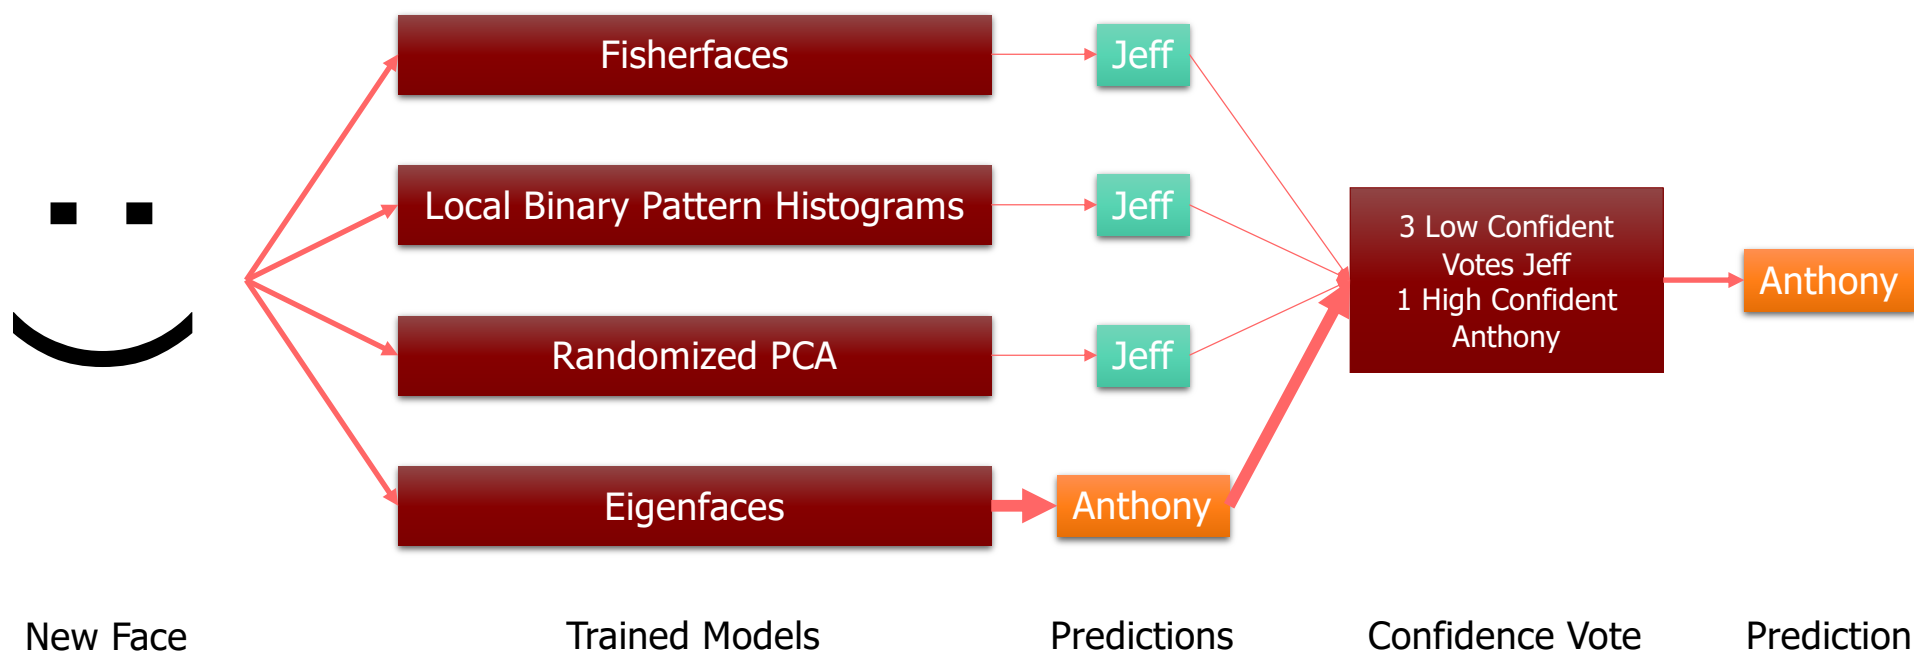 Fisherfaces
Jeff
Local Binary Pattern Histograms
Jeff
3 Low Confident
Votes Jeff
1 High Confident
Anthony
Anthony
Randomized PCA
Jeff
Eigenfaces
Anthony
New Face
Trained Models
Predictions
Confidence Vote
Prediction